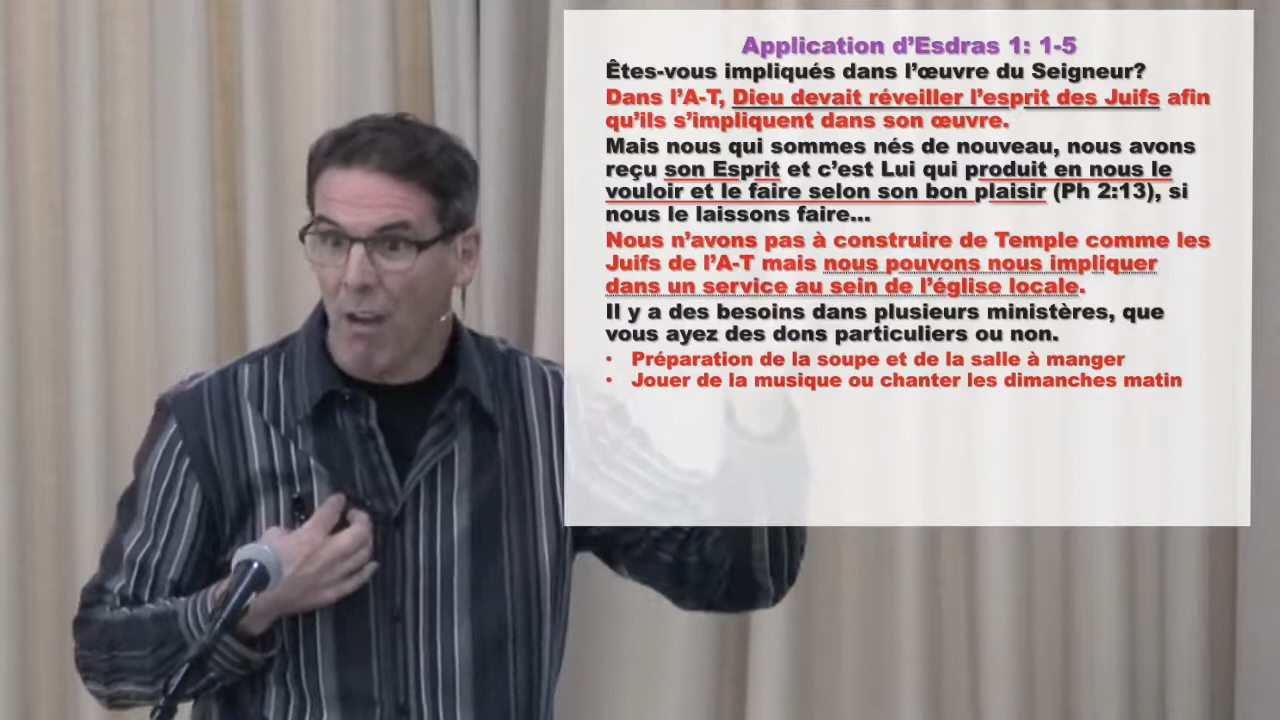 Application d’Esdras 1: 1-5
Êtes-vous impliqués dans l’œuvre du Seigneur?
Dans l’A-T, Dieu devait réveiller l’esprit des Juifs afin
qu’ils s’impliquent dans son œuvre.
Mais nous qui sommes nés de nouveau, nous avons
reçu son Esprit et c’est Lui qui produit en nous le
vouloir et le faire selon son bon plaisir (Ph 2:13), si
nous le laissons faire...
Nous n’avons pas à construire de Temple comme les
Juifs de l’A-T mais nous pouvons nous impliquer
dans un service au sein de l’église locale.
Il y a des besoins dans plusieurs ministères, que
vous ayez des dons particuliers ou non.
• Préparation de la soupe et de la salle à manger
• Jouer de la musique ou chanter les dimanches matin